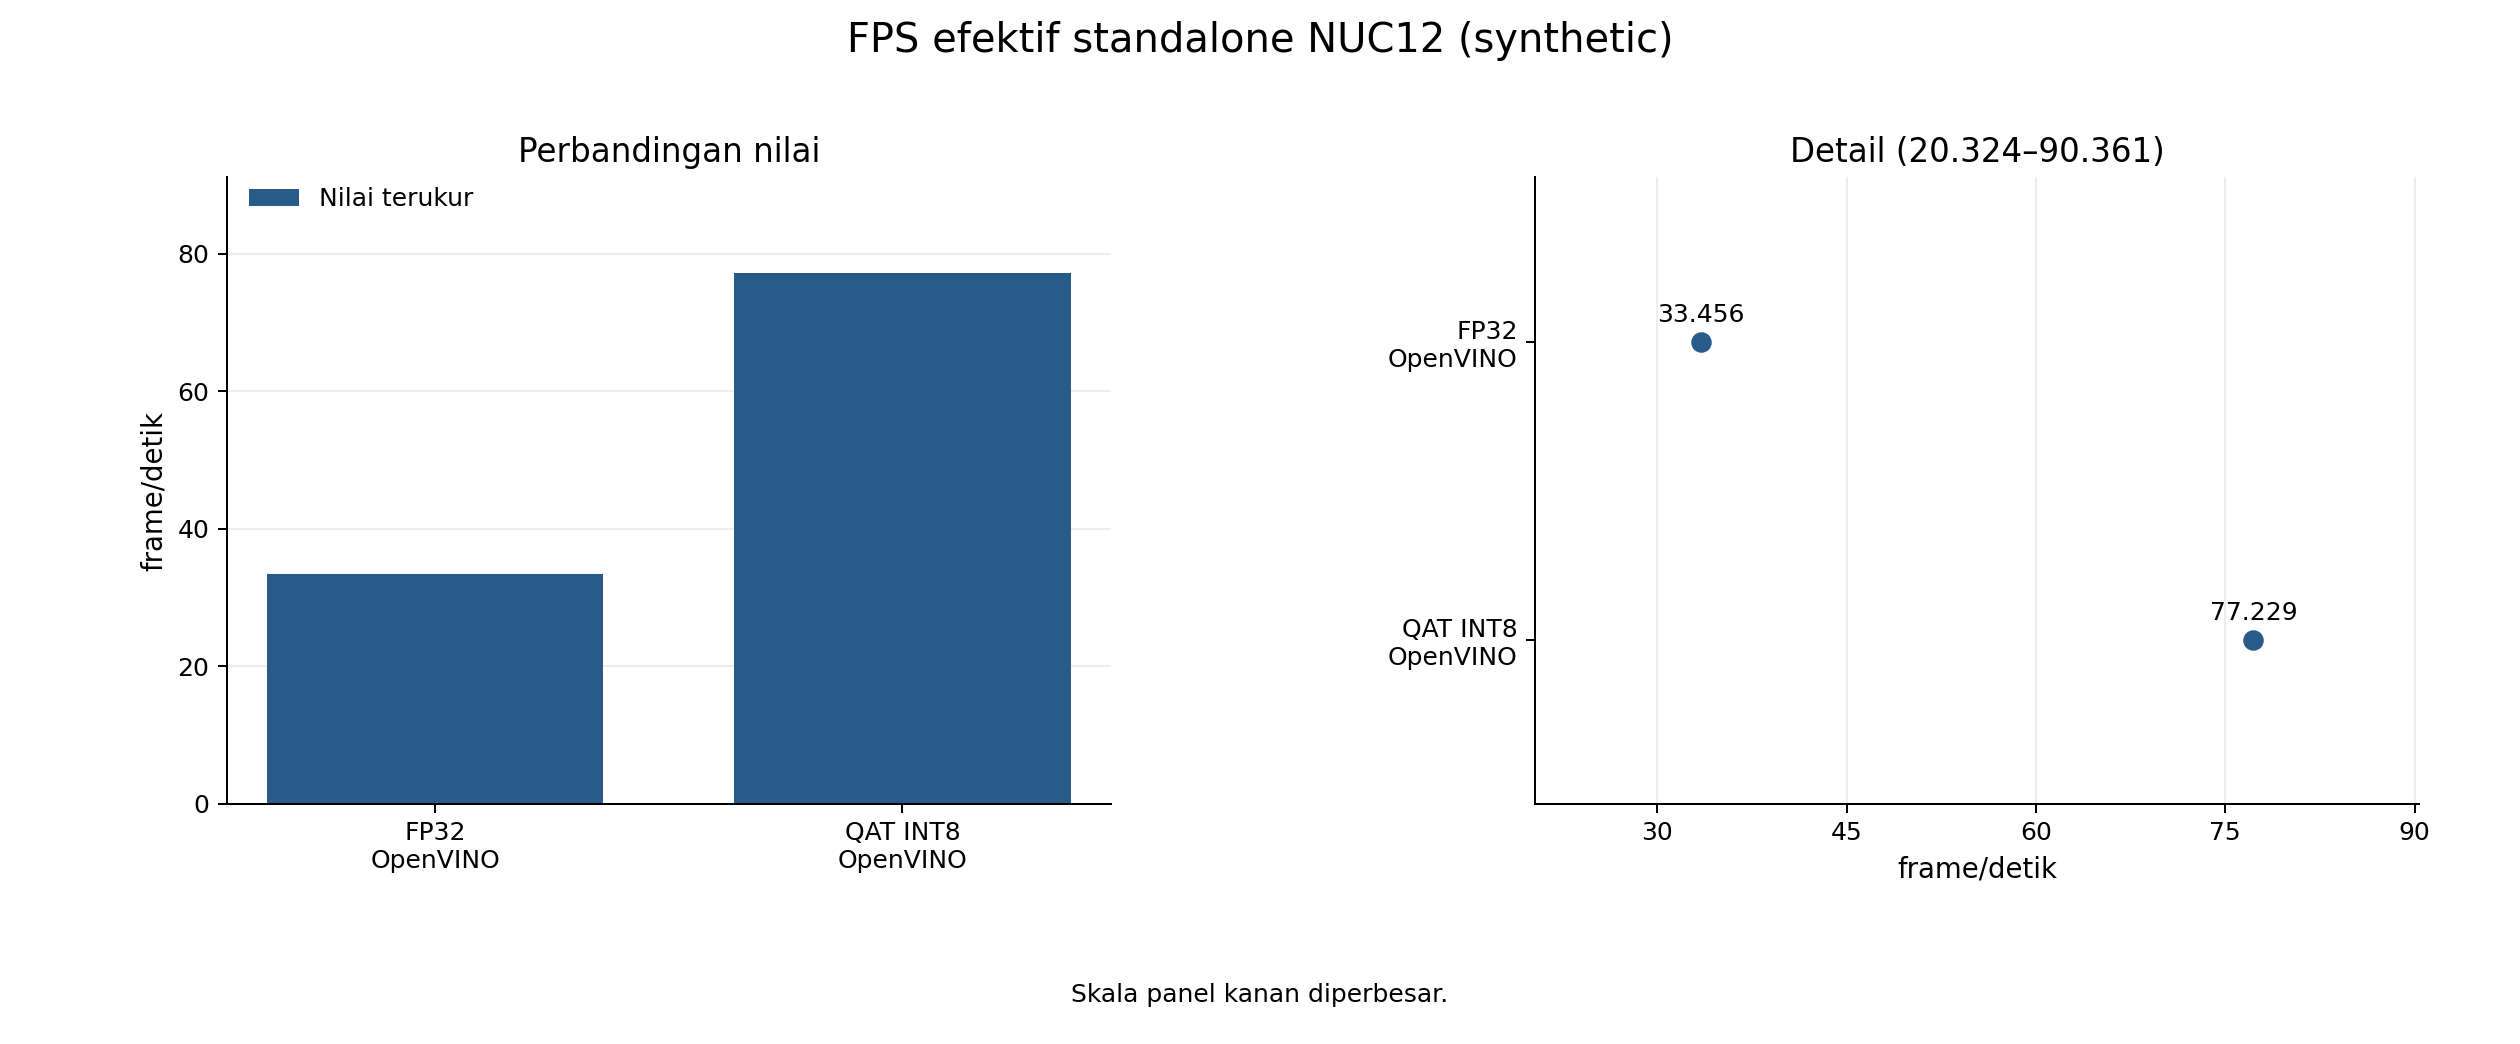 FPS efektif standalone NUC12 (synthetic)
Perbandingan nilai
Nilai terukur
80
60
40
20
0
frame/detik
FP32
OpenVINO
QAT INT8
OpenVINO
Detail (20.324–90.361)
FP32
OpenVINO
33.456
QAT INT8
OpenVINO
77.229
30
45
60
75
90
frame/detik
Skala panel kanan diperbesar.